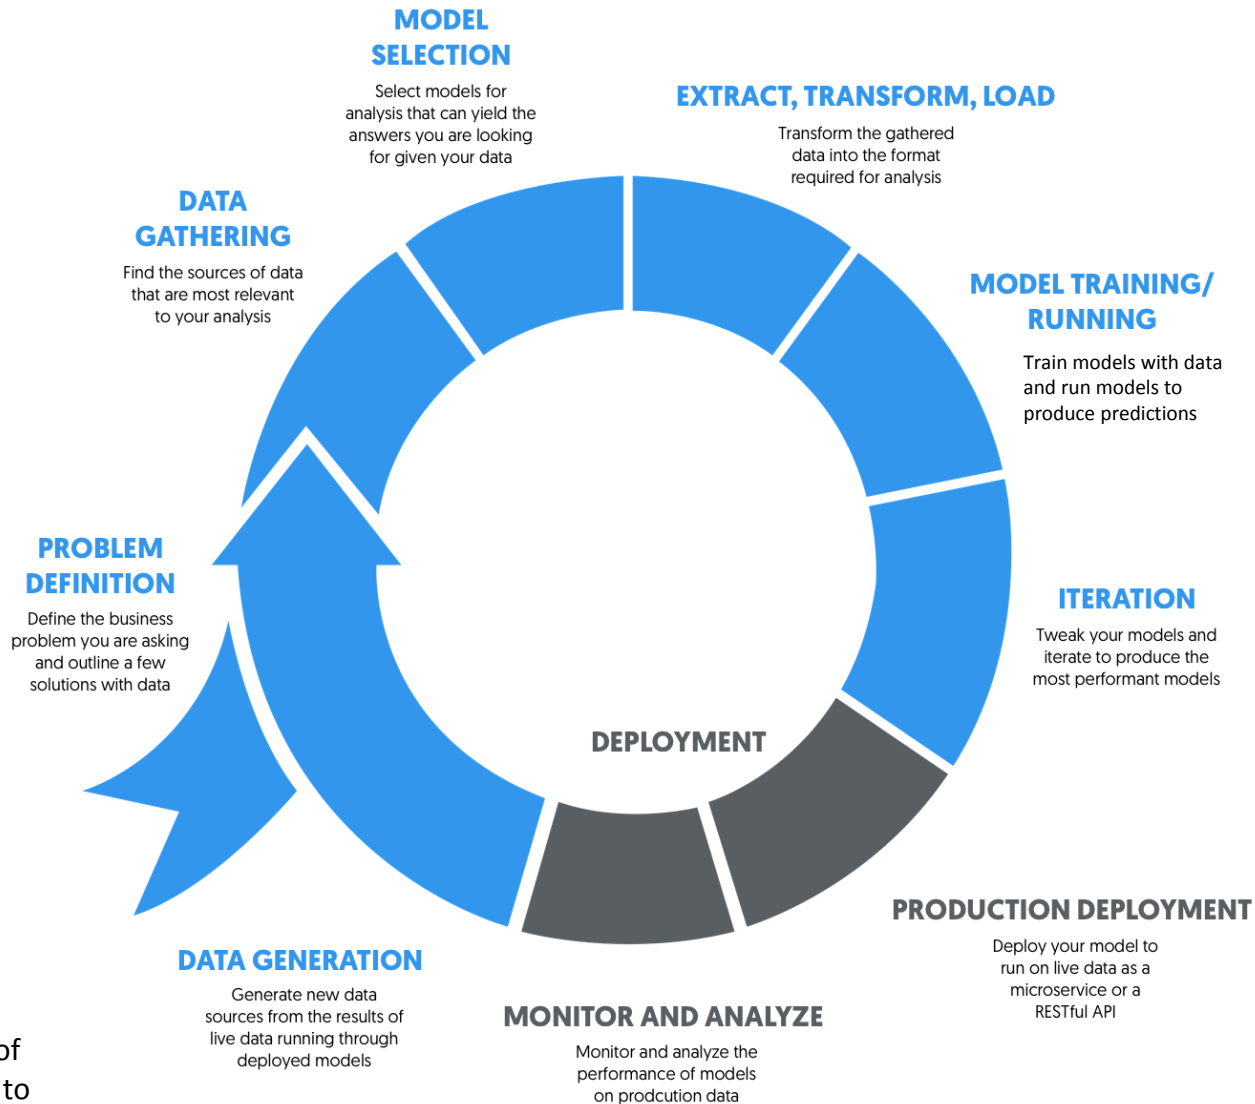 MODEL
SELECTION
Select models for
analysis that can yield the
answers you are looking
for given your data
EXTRACT, TRANSFORM, LOAD
Transform the gathered
data into the format
required for analysis
DATA
GATHERING
Find the sources of data
that are most relevant
to your analysis
MODEL TRAINING/
RUNNING
Train models with data
and run models to
produce predictions
PROBLEM
DEFINITION
Define the business
problem you are asking
and outline a few
solutions with data
ITERATION
Tweak your models and
iterate to produce the
most performant models
DEPLOYMENT
PRODUCTION DEPLOYMENT
Deploy your model to
run on live data as a
microservice or a
RESTful API
DATA GENERATION
Generate new data
sources from the results of
live data running through
deployed models
MONITOR AND ANALYZE
Monitor and analyze the
performance of models
on prodcution data
of
to